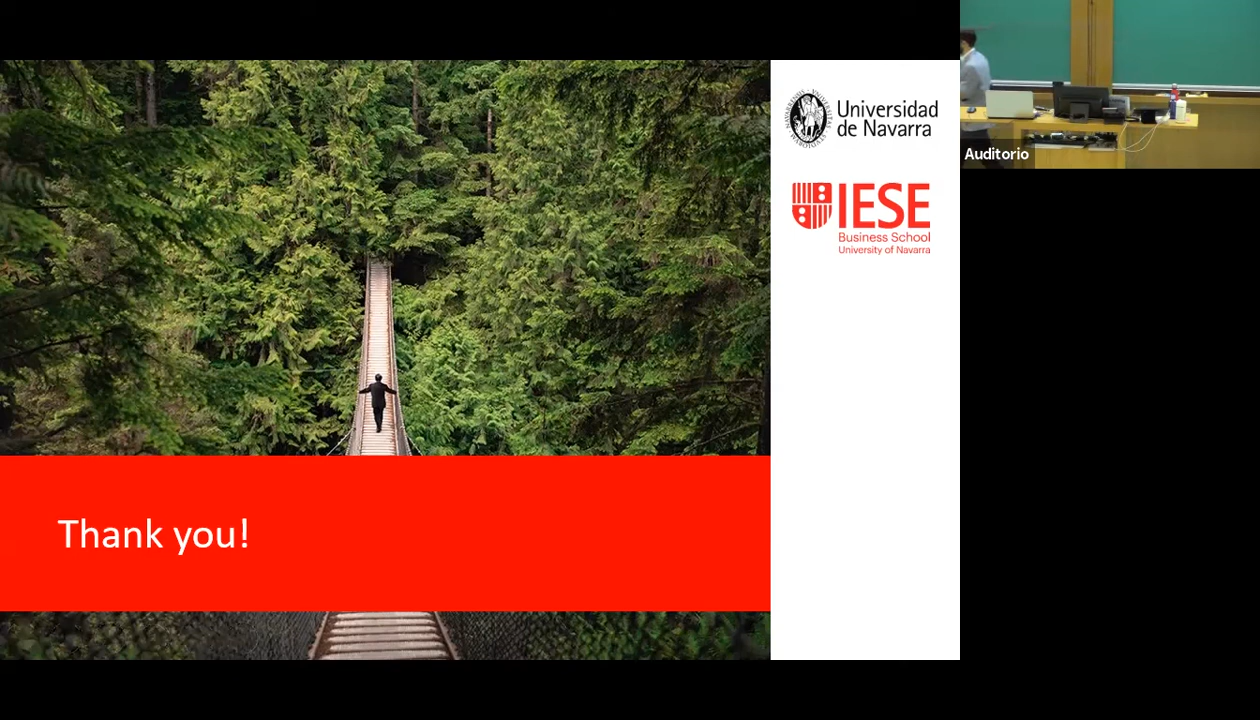 Universidad
de Navarra
IESE
Business School
University of Navarra
Auditorio
Thank you!